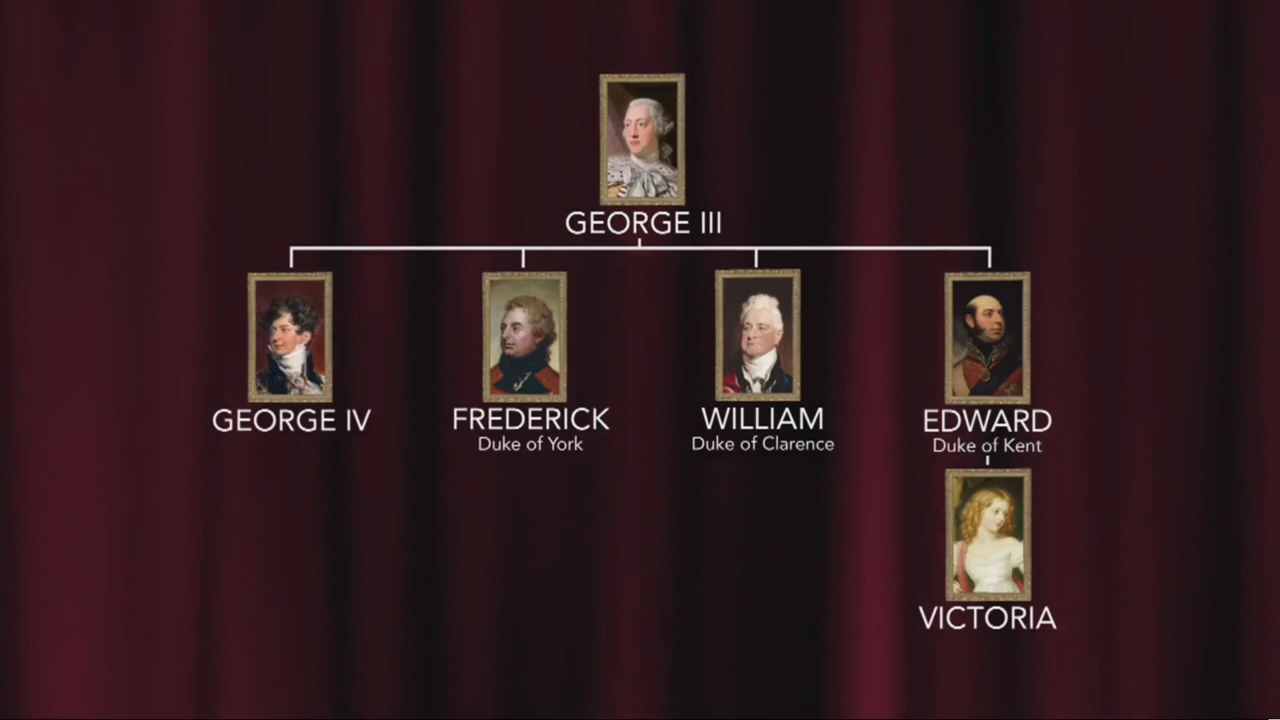 GEORGE III
GEORGE IV
FREDERICK
Duke of York
WILLIAM
Duke of Clarence
EDWARD
Duke of Kent
VICTORIA